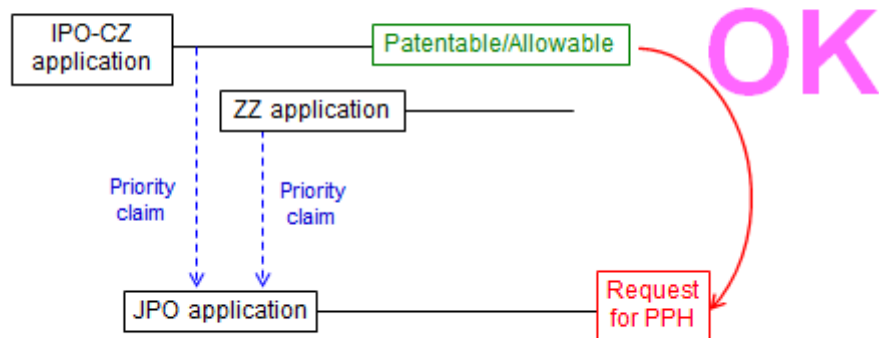 IPO-CZ
application
Patentable/Allowable
OK
ZZ application
Priority
claim
Priority
claim
JPO application
Request
for PPH